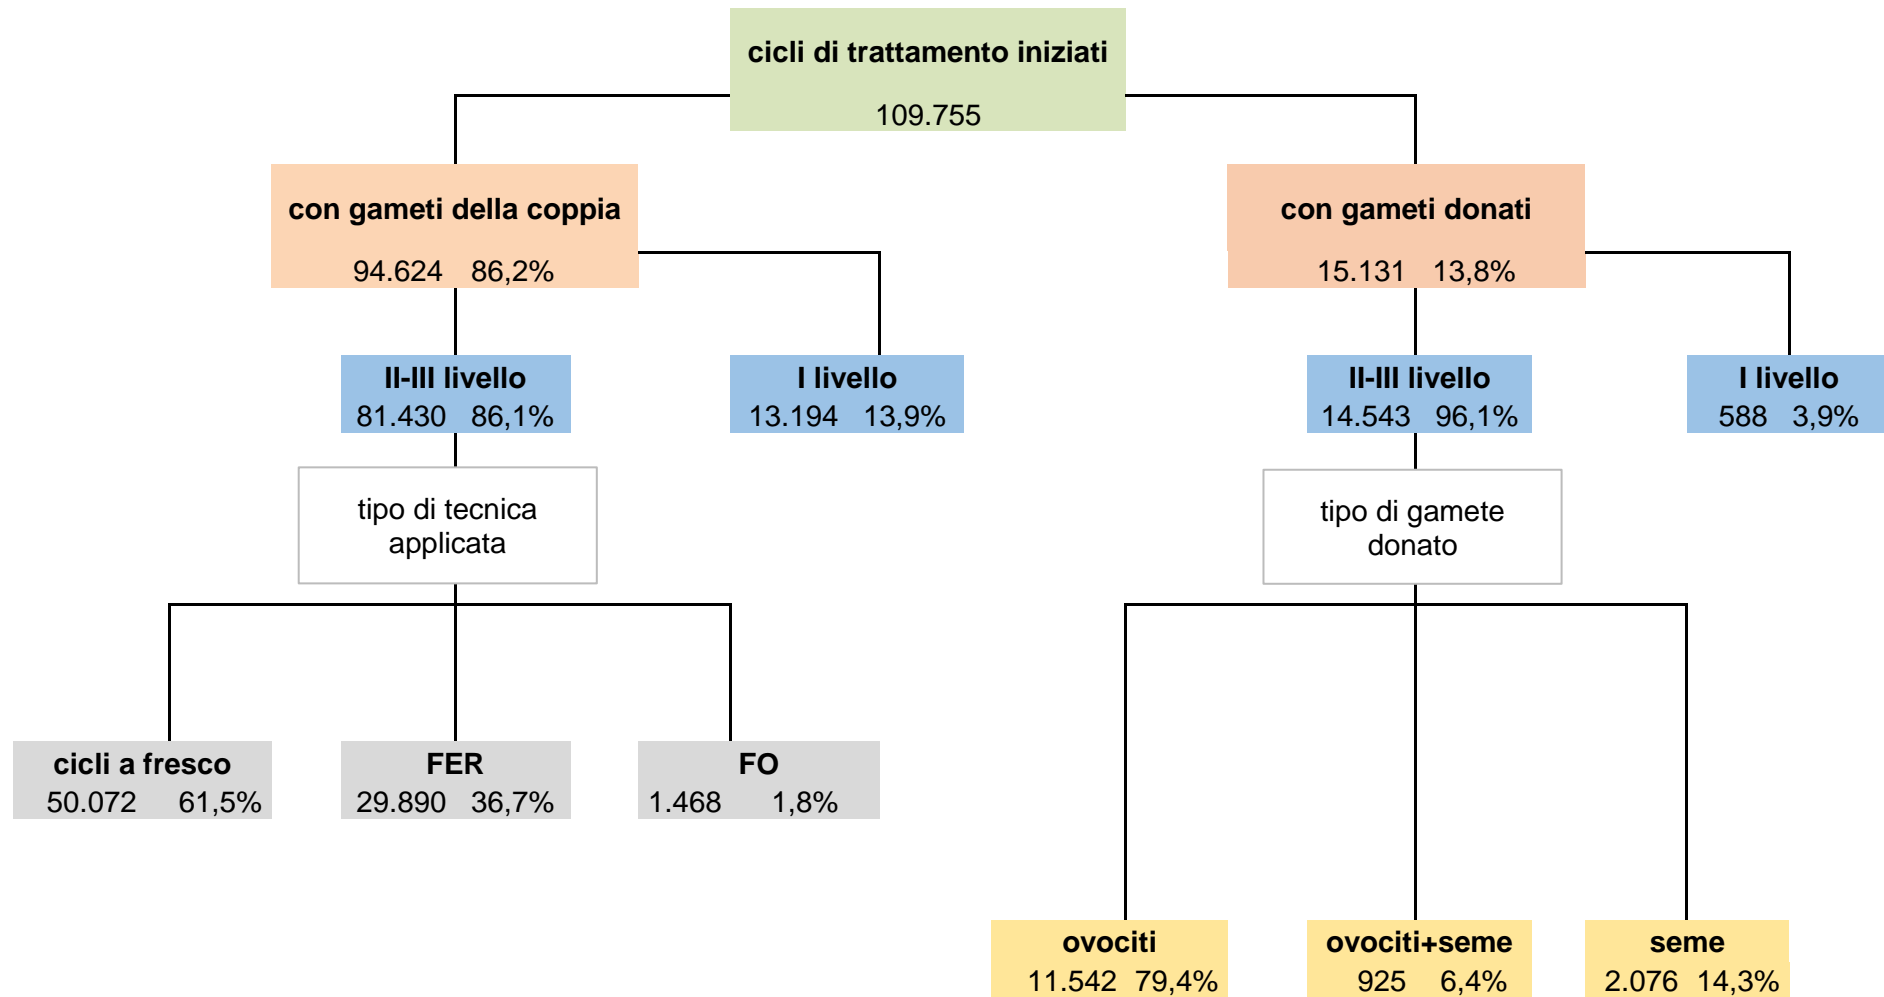 cicli di trattamento iniziati
109.755
con gameti della coppia
94.624 86,2%
con gameti donati
15.131 13,8%
II-III livello
81.430 86,1%
I livello
13.194 13,9%
II-III livello
14.543 96,1%
I livello
588 3,9%
tipo di tecnica
applicata
tipo di gamete
donato
cicli a fresco
50.072 61,5%
FER
29.890 36,7%
FO
1.468 1,8%
ovociti
11.542 79,4%
ovociti+seme
925 6,4%
seme
2.076 14,3%